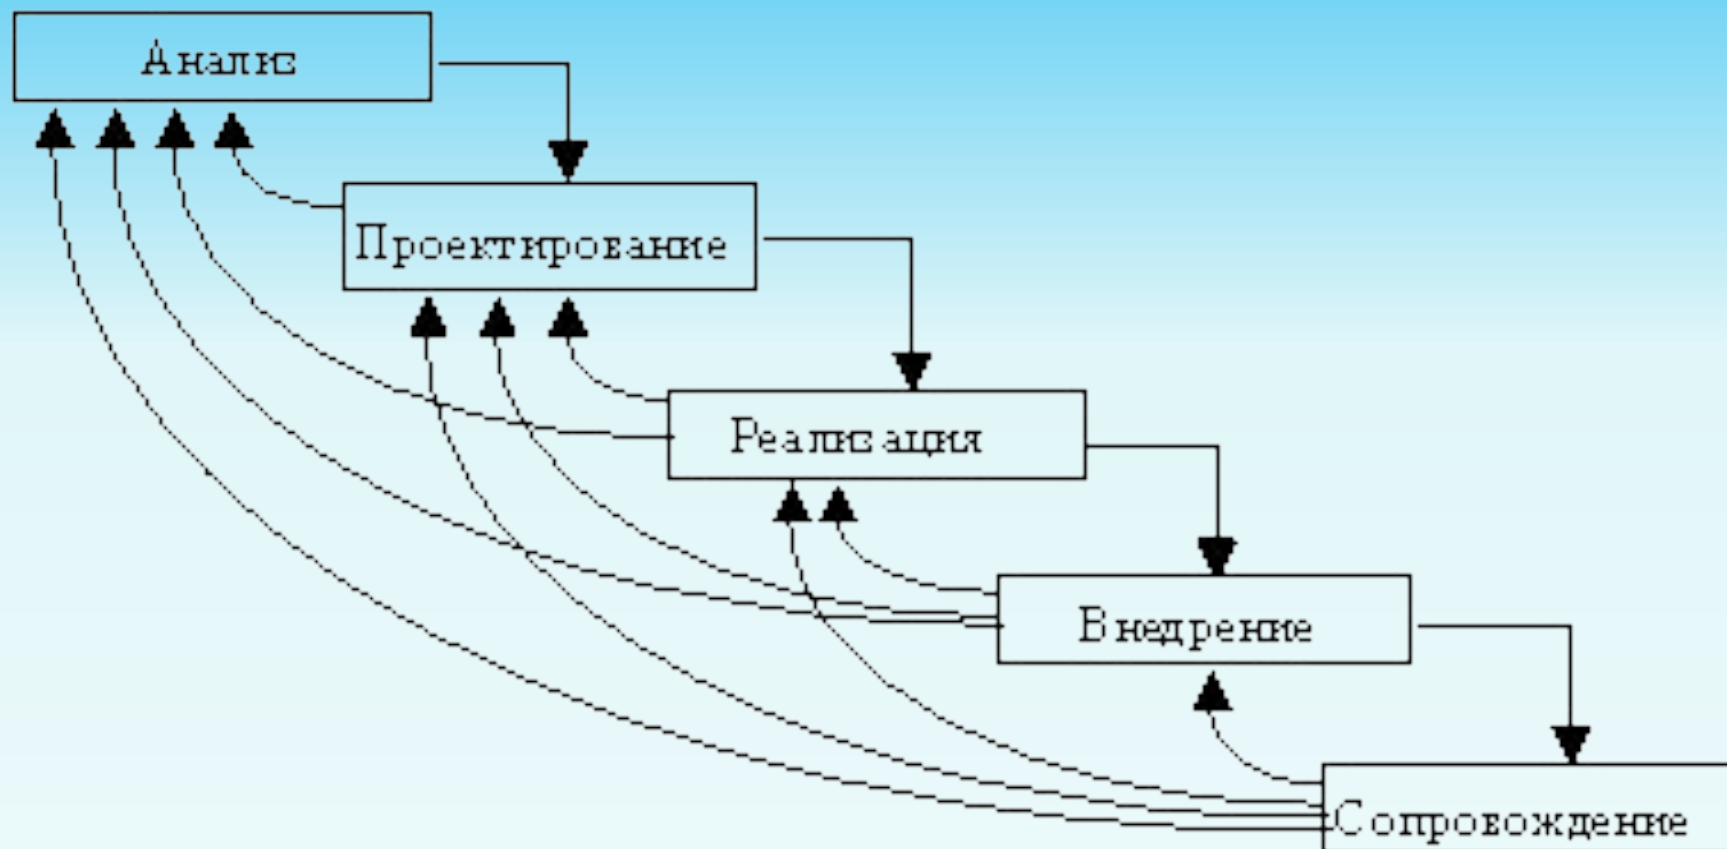 Анализ
Проектирование
Реализация
Внедрение
Сопровождение